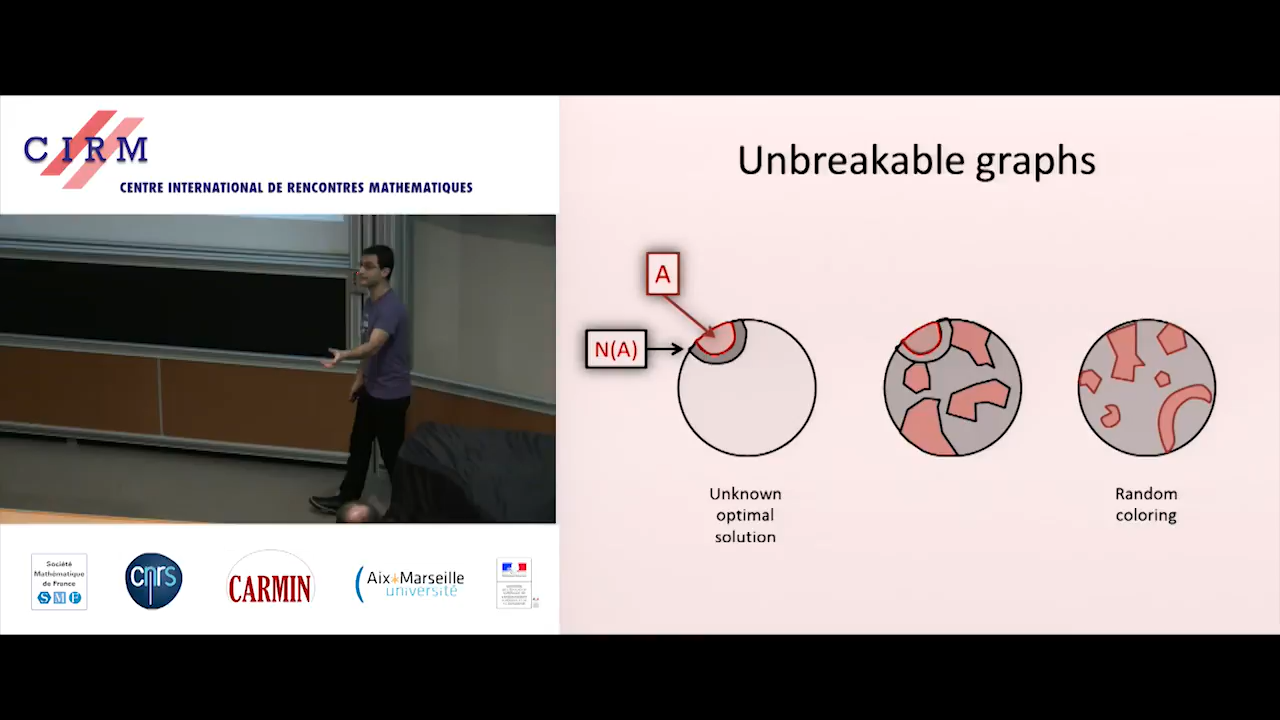 CIRM
CENTRE INTERNATIONAL DE RENCONTRES MATHEMATIQUES
Unbreakable graphs
A
N(A)
Unknown
optimal
solution
Random
coloring
Société
Mathématique
de France
SMF
cnrs
CARMIN
Aix*Marseille
université